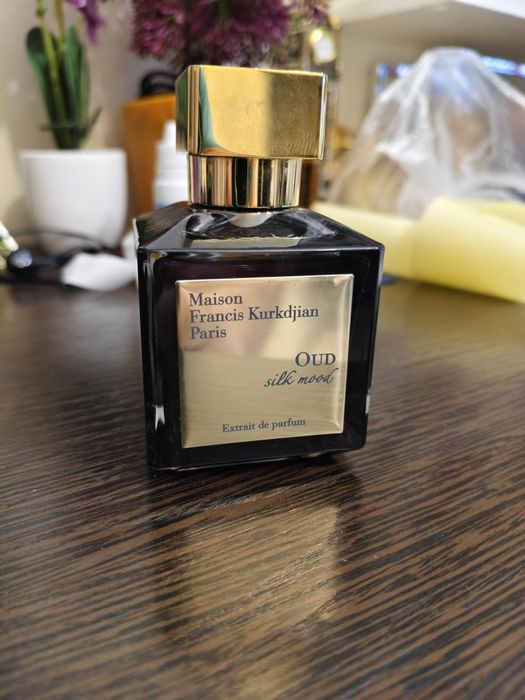 Maison
Francis Kurkdjian
Paris
OUD
silk mood
Extrait de parfum